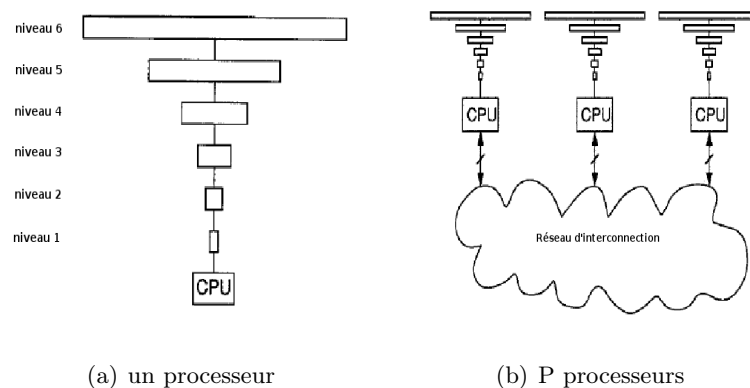 niveau 6
niveau 5
niveau 4
niveau 3
niveau 2
niveau 1
CPU
CPU
CPU
CPU
Réseau d'interconnection
(a) un processeur
(b) P processeurs